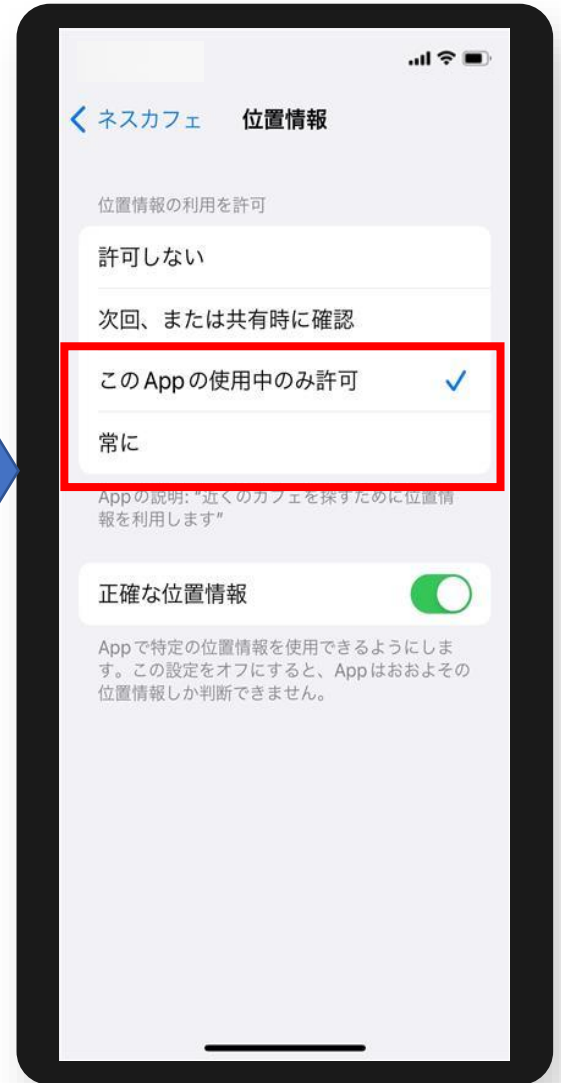 ネスカフェ 位置情報
位置情報の利用を許可
許可しない
次回、または共有時に確認
このAppの使用中のみ許可
常に
Appの説明: "近くのカフェを探すために位置情
報を利用します"
正確な位置情報
Appで特定の位置情報を使用できるようにしま
す。この設定をオフにすると、Appはおおよその
位置情報しか判断できません。